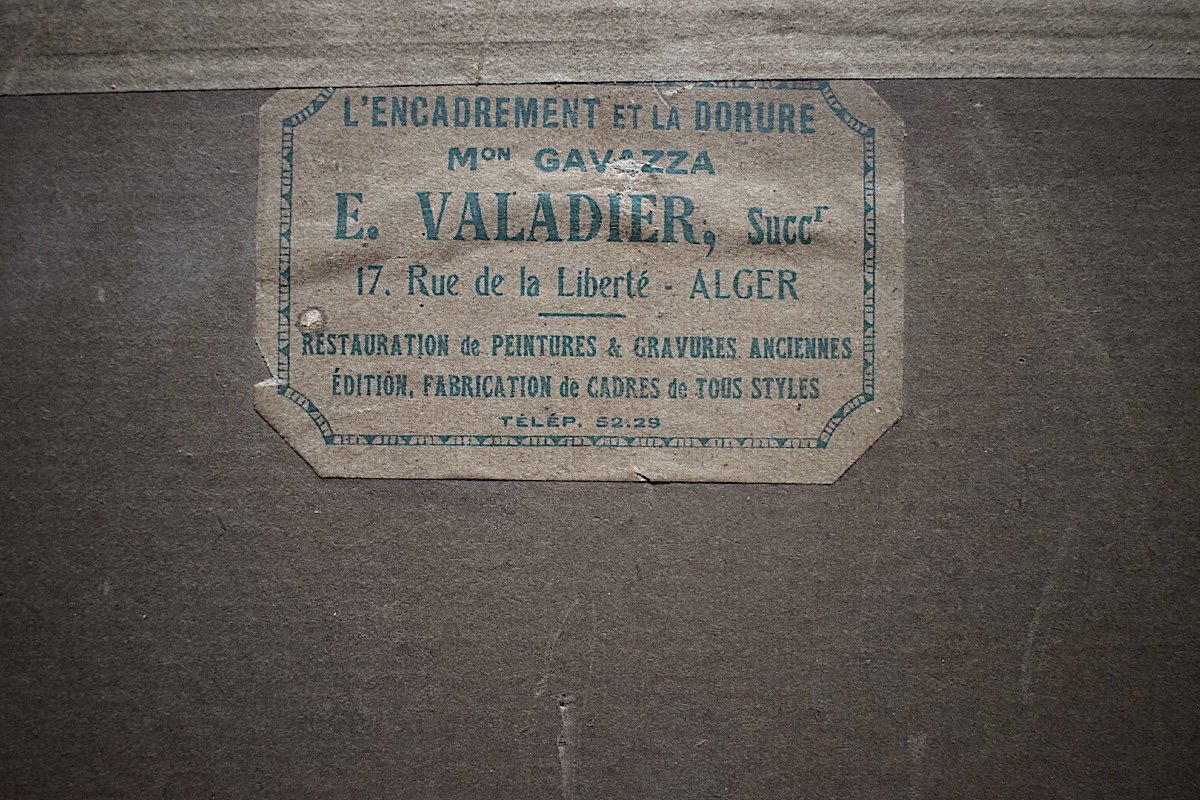 L'ENCADREMENT ET LA DORURE
MON GAVAZZA
E. VALADIER, Succr
17. Rue de la Liberté - ALGER
RESTAURATION de PEINTURES & GRAVURES ANCIENNES
ÉDITION, FABRICATION de CADRES de TOUS STYLES
TÉLÉP. 52.29